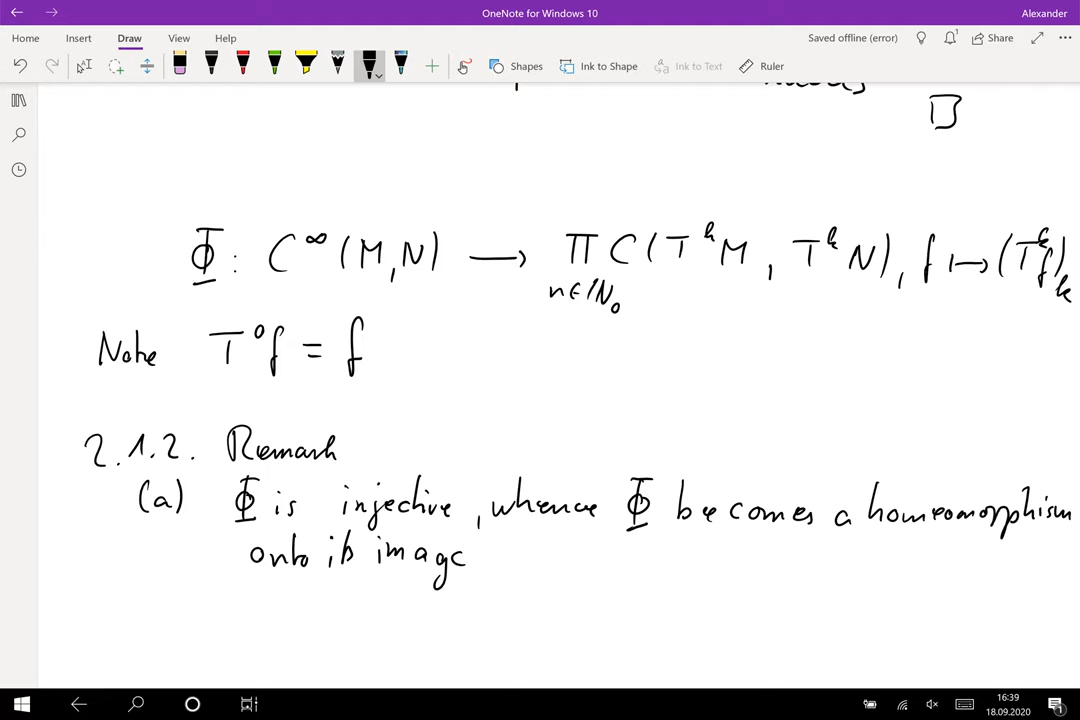 OneNote for Windows 10
Alexander
Home Insert Draw View Help
Saved offline (error) Share
Shapes Ink to Shape Ink to Text Ruler
Φ : C^∞(M,N) ⟶ ∏_{n∈ℕ₀} C(T^k M, T^k N), f ⟼ (T^k f)_k
Note T⁰f = f
2.1.2. Remark
(a) Φ is injective, whence Φ becomes a homeomorphism
onto its image
16:39
18.09.2020
1